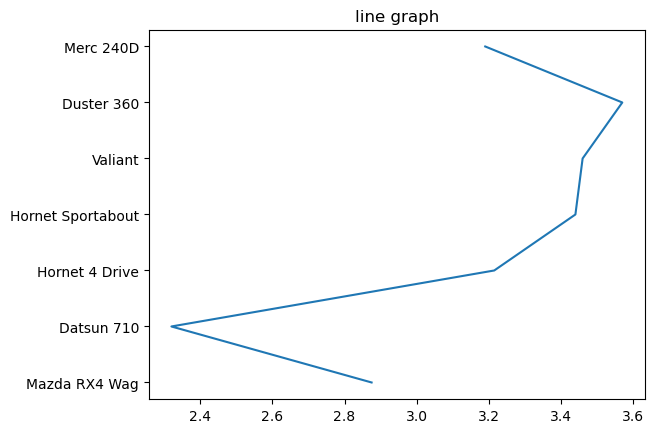 line graph
Merc 240D
Duster 360
Valiant
Hornet Sportabout
Hornet 4 Drive
Datsun 710
Mazda RX4 Wag
2.4 2.6 2.8 3.0 3.2 3.4 3.6